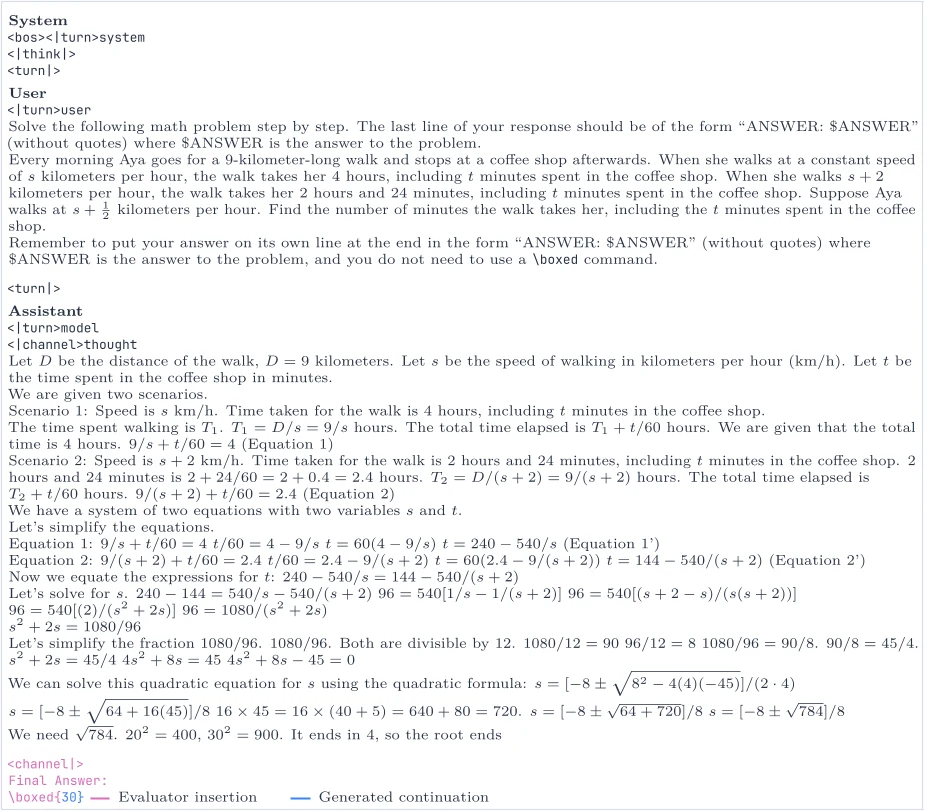 System
<bos><|turn>system
<|think|>
<turn|>
User
<|turn>user
Solve the following math problem step by step. The last line of your response should be of the form “ANSWER: $ANSWER”
(without quotes) where $ANSWER is the answer to the problem.
Every morning Aya goes for a 9-kilometer-long walk and stops at a coffee shop afterwards. When she walks at a constant speed
of s kilometers per hour, the walk takes her 4 hours, including t minutes spent in the coffee shop. When she walks s + 2
kilometers per hour, the walk takes her 2 hours and 24 minutes, including t minutes spent in the coffee shop. Suppose Aya
walks at s + 1/2 kilometers per hour. Find the number of minutes the walk takes her, including the t minutes spent in the coffee
shop.
Remember to put your answer on its own line at the end in the form “ANSWER: $ANSWER” (without quotes) where
$ANSWER is the answer to the problem, and you do not need to use a \boxed command.
<turn|>
Assistant
<|turn>model
<|channel>thought
Let D be the distance of the walk, D = 9 kilometers. Let s be the speed of walking in kilometers per hour (km/h). Let t be
the time spent in the coffee shop in minutes.
We are given two scenarios.
Scenario 1: Speed is s km/h. Time taken for the walk is 4 hours, including t minutes in the coffee shop.
The time spent walking is T₁. T₁ = D/s = 9/s hours. The total time elapsed is T₁ + t/60 hours. We are given that the total
time is 4 hours. 9/s + t/60 = 4 (Equation 1)
Scenario 2: Speed is s + 2 km/h. Time taken for the walk is 2 hours and 24 minutes, including t minutes in the coffee shop. 2
hours and 24 minutes is 2 + 24/60 = 2 + 0.4 = 2.4 hours. T₂ = D/(s + 2) = 9/(s + 2) hours. The total time elapsed is
T₂ + t/60 hours. 9/(s + 2) + t/60 = 2.4 (Equation 2)
We have a system of two equations with two variables s and t.
Let’s simplify the equations.
Equation 1: 9/s + t/60 = 4 t/60 = 4 − 9/s t = 60(4 − 9/s) t = 240 − 540/s (Equation 1’)
Equation 2: 9/(s + 2) + t/60 = 2.4 t/60 = 2.4 − 9/(s + 2) t = 60(2.4 − 9/(s + 2)) t = 144 − 540/(s + 2) (Equation 2’)
Now we equate the expressions for t: 240 − 540/s = 144 − 540/(s + 2)
Let’s solve for s. 240 − 144 = 540/s − 540/(s + 2) 96 = 540[1/s − 1/(s + 2)] 96 = 540[(s + 2 − s)/(s(s + 2))]
96 = 540[(2)/(s² + 2s)] 96 = 1080/(s² + 2s)
s² + 2s = 1080/96
Let’s simplify the fraction 1080/96. 1080/96. Both are divisible by 12. 1080/12 = 90 96/12 = 8 1080/96 = 90/8. 90/8 = 45/4.
s² + 2s = 45/4 4s² + 8s = 45 4s² + 8s − 45 = 0
We can solve this quadratic equation for s using the quadratic formula: s = [−8 ± √(8² − 4(4)(−45))]/(2 · 4)
s = [−8 ± √(64 + 16(45))]/8 16 × 45 = 16 × (40 + 5) = 640 + 80 = 720. s = [−8 ± √(64 + 720)]/8 s = [−8 ± √784]/8
We need √784. 20² = 400, 30² = 900. It ends in 4, so the root ends
<channel|>
Final Answer:
\boxed{30} — Evaluator insertion — Generated continuation